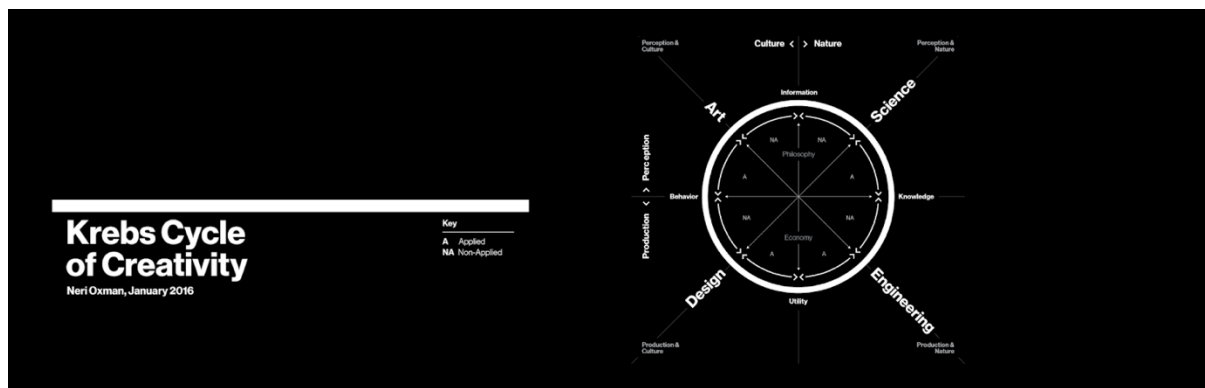 Krebs Cycle
of Creativity
Neri Oxman, January 2016
Key
A Applied
NA Non-Applied
Perception &
Culture
Culture < > Nature
Perception &
Nature
Information
Art
Science
NA
NA
Philosophy
A
A
Production < > Perception
Behavior
Knowledge
NA
NA
Economy
A
A
Design
Engineering
Utility
Production &
Culture
Production &
Nature